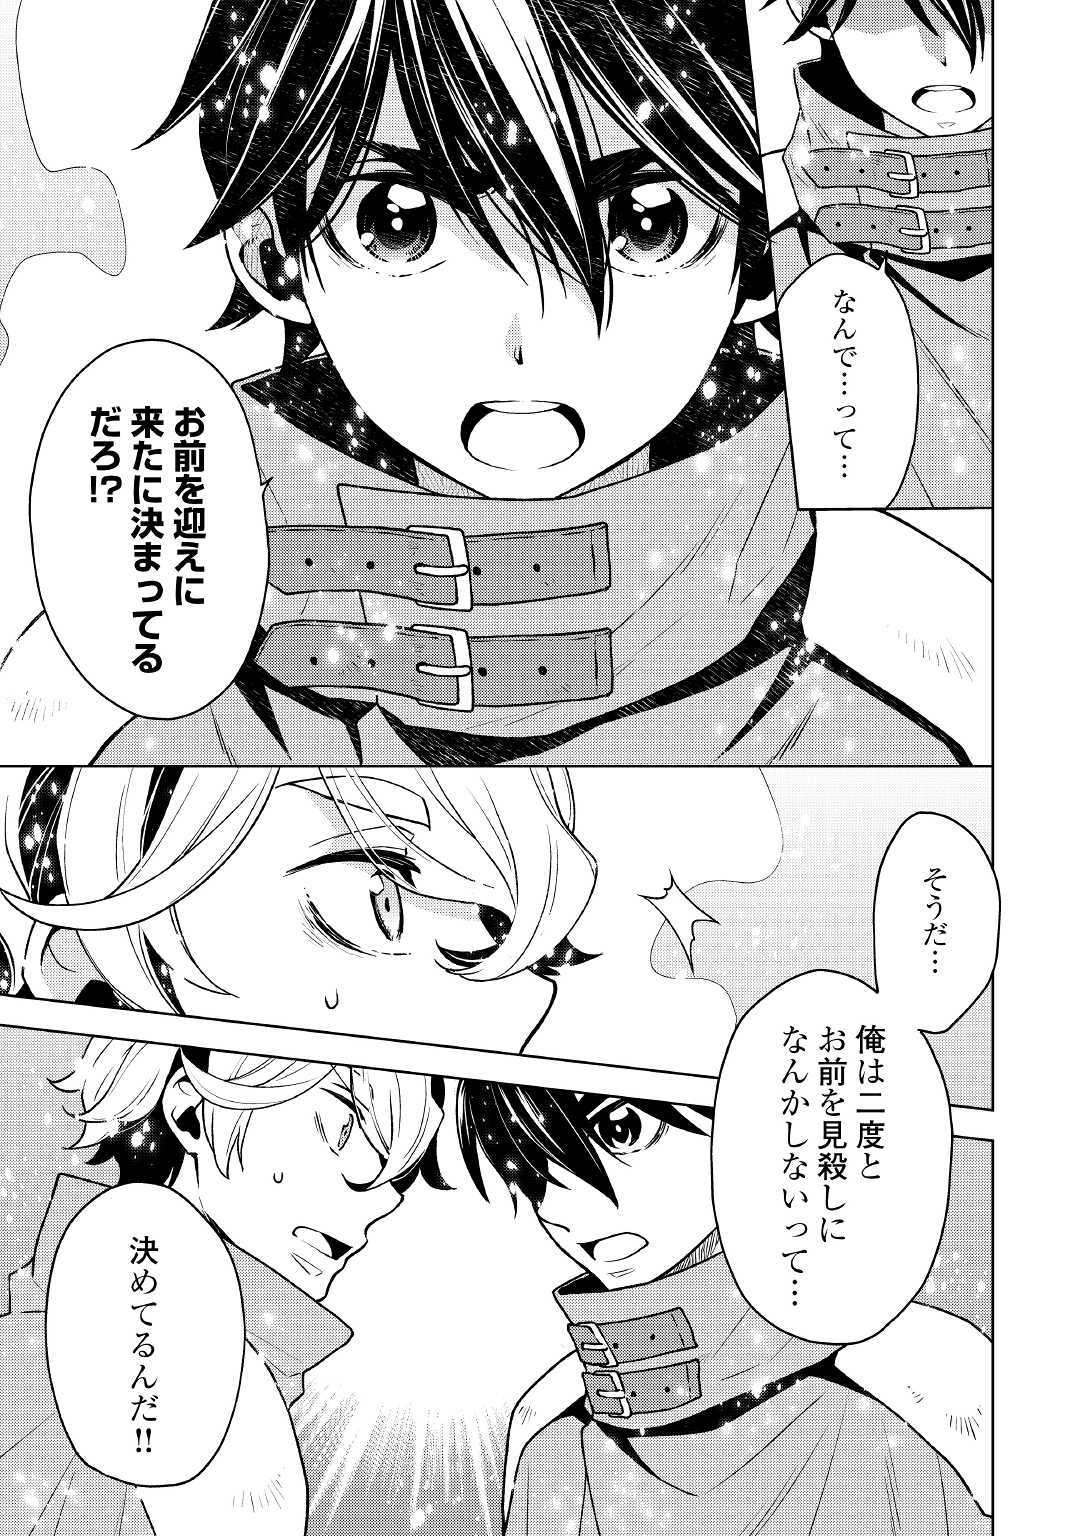 なんで…って…
お前を迎えに
来たに決まってる
だろ!?
そうだ…
俺は二度と
お前を見殺しに
なんかしないって…
決めてるんだ!!